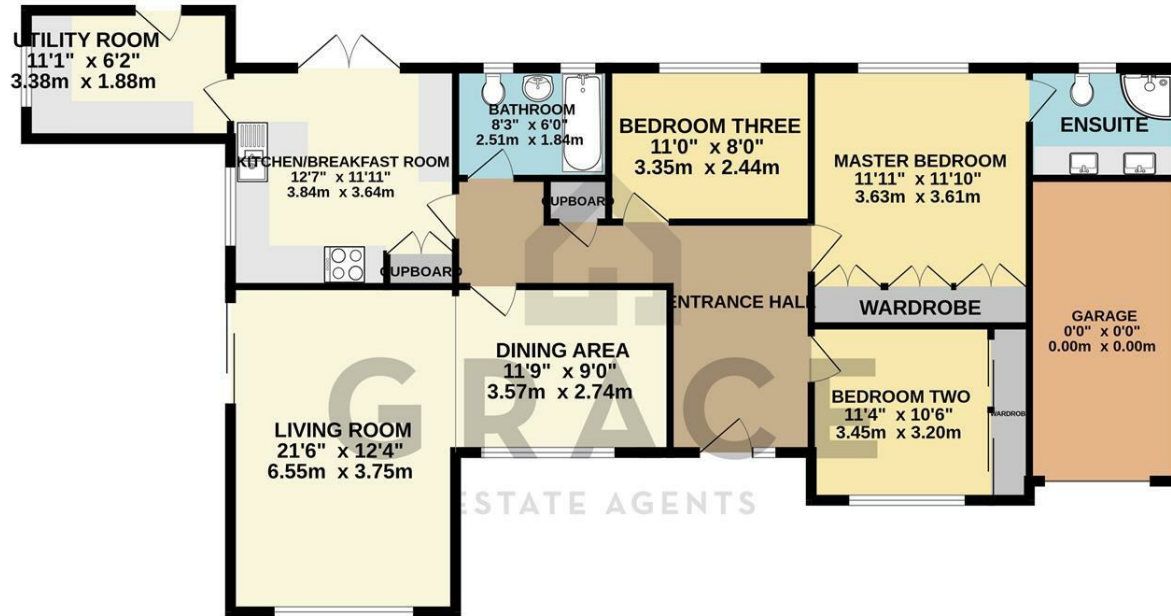 UTILITY ROOM
11'1" x 6'2"
3.38m x 1.88m
KITCHEN/BREAKFAST ROOM
12'7" x 11'11"
3.84m x 3.64m
CUPBOARD
BATHROOM
8'3" x 6'0"
2.51m x 1.84m
CUPBOARD
BEDROOM THREE
11'0" x 8'0"
3.35m x 2.44m
MASTER BEDROOM
11'11" x 11'10"
3.63m x 3.61m
WARDROBE
ENSUITE
ENTRANCE HALL
GARAGE
0'0" x 0'0"
0.00m x 0.00m
DINING AREA
11'9" x 9'0"
3.57m x 2.74m
LIVING ROOM
21'6" x 12'4"
6.55m x 3.75m
BEDROOM TWO
11'4" x 10'6"
3.45m x 3.20m
WARDROBE
GRACE
ESTATE AGENTS